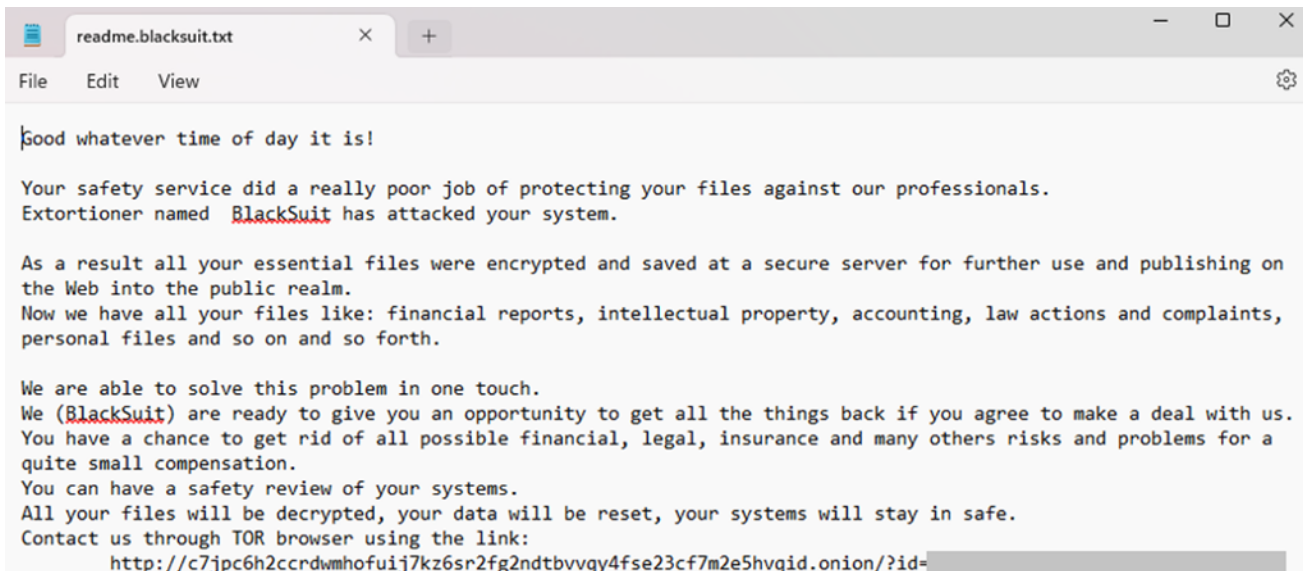 readme.blacksuit.txt
File Edit View
Good whatever time of day it is!
Your safety service did a really poor job of protecting your files against our professionals.
Extortioner named  BlackSuit has attacked your system.
As a result all your essential files were encrypted and saved at a secure server for further use and publishing on
the Web into the public realm.
Now we have all your files like: financial reports, intellectual property, accounting, law actions and complaints,
personal files and so on and so forth.
We are able to solve this problem in one touch.
We (BlackSuit) are ready to give you an opportunity to get all the things back if you agree to make a deal with us.
You have a chance to get rid of all possible financial, legal, insurance and many others risks and problems for a
quite small compensation.
You can have a safety review of your systems.
All your files will be decrypted, your data will be reset, your systems will stay in safe.
Contact us through TOR browser using the link:
http://c7jpc6h2ccrdwmhofuij7kz6sr2fg2ndtbvvqy4fse23cf7m2e5hvqid.onion/?id=